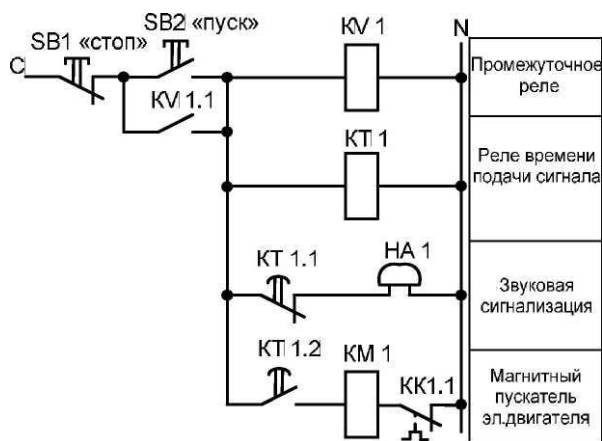 SB2 «пуск»
KV 1
N
SB1 «стоп»
С
KV 1.1
Промежуточное
реле
KT 1
Реле времени
подачи сигнала
KT 1.1
HA 1
Звуковая
сигнализация
KT 1.2
KM 1
KK1.1
Магнитный
пускатель
эл.двигателя